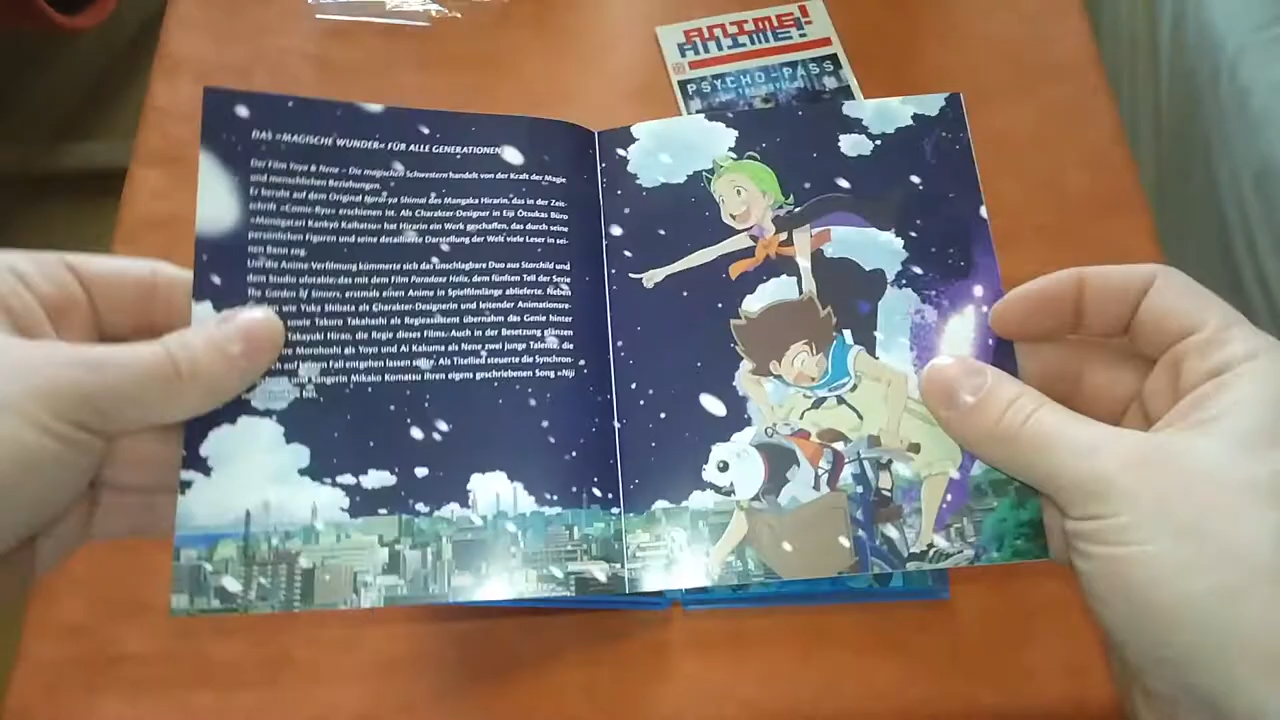 ANIME!
ANIME!
PSYCHO-PASS
DAS »MAGISCHE WUNDER« FÜR ALLE GENERATIONEN
Der Film Yoyo & Nene – Die magischen Schwestern handelt von der Kraft der Magie
und menschlichen Beziehungen.
Er beruht auf dem Original Noroi-ya Shimai des Mangaka Hirarin, das in der Zeit-
schrift »Comic Ryu« erschienen ist. Als Charakter-Designer in Eiji Ōtsukas Büro
»Monogatari Kankyō Kaihatsu« hat Hirarin ein Werk geschaffen, das durch seine
persönlichen Figuren und seine detaillierte Darstellung der Welt viele Leser in sei-
nen Bann zog.
Um die Anime-Verfilmung kümmerte sich das unschlagbare Duo aus Starchild und
dem Studio ufotable, das mit dem Film Paradoxe Helix, dem fünften Teil der Serie
The Garden of Sinners, erstmals einen Anime in Spielfilmlänge ablieferte. Neben
wie Yuka Shibata als Charakter-Designerin und leitender Animationsre-
sowie Takuro Takahashi als Regieassistent übernahm das Genie hinter
Takayuki Hirao, die Regie dieses Films. Auch in der Besetzung glänzen
Morohoshi als Yoyo und Ai Kakuma als Nene zwei junge Talente, die
auf keinen Fall entgehen lassen sollte. Als Titellied steuerte die Synchron-
und Sängerin Mikako Komatsu ihren eigens geschriebenen Song »Niji
bei.